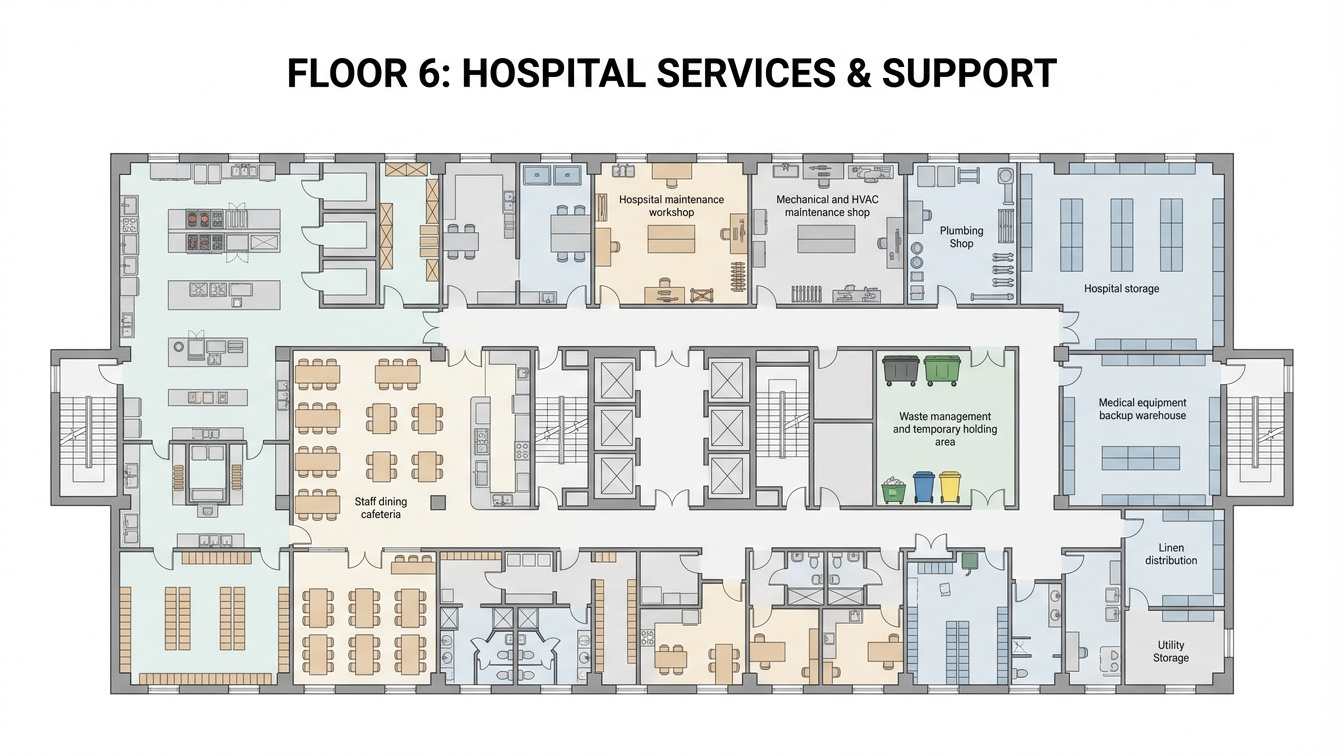 FLOOR 6: HOSPITAL SERVICES & SUPPORT
Hospsital maintenance
workshop
Mechanical and HVAC
maintenance shop
Plumbing
Shop
Hospital storage
Medical equipment
backup warehouse
Waste management
and temporary holding
area
Staff dining
cafeteria
Linen
distribution
Utility
Storage